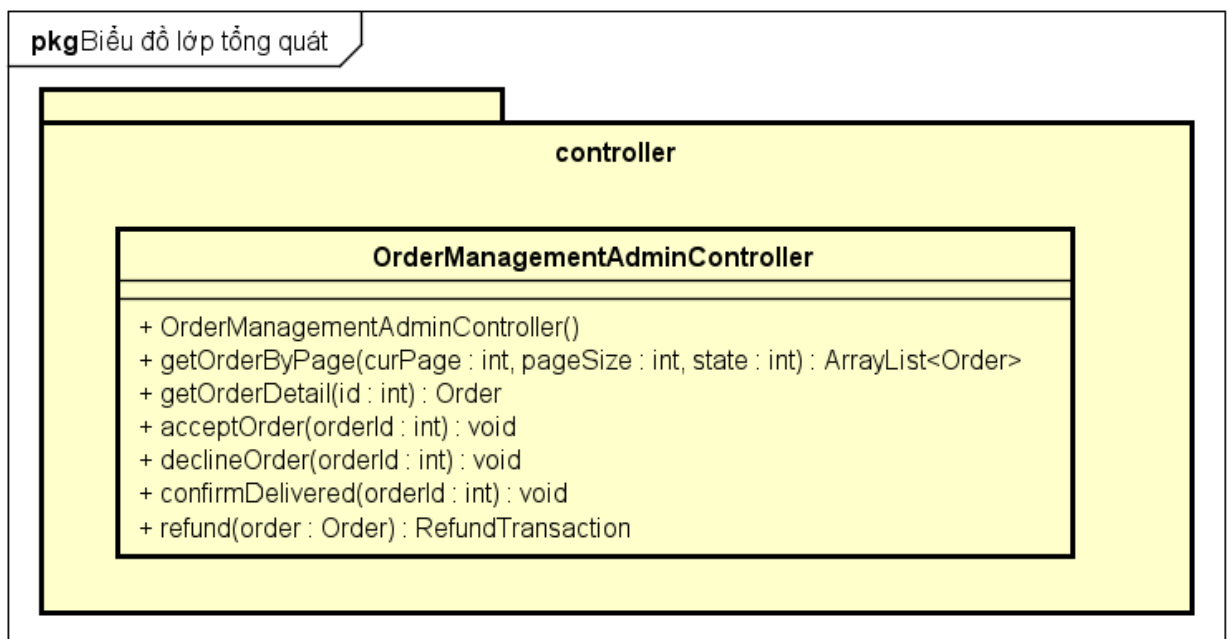 pkgBiểu đồ lớp tổng quát
controller
OrderManagementAdminController
+ OrderManagementAdminController()
+ getOrderByPage(curPage : int, pageSize : int, state : int) : ArrayList<Order>
+ getOrderDetail(id : int) : Order
+ acceptOrder(orderId : int) : void
+ declineOrder(orderId : int) : void
+ confirmDelivered(orderId : int) : void
+ refund(order : Order) : RefundTransaction